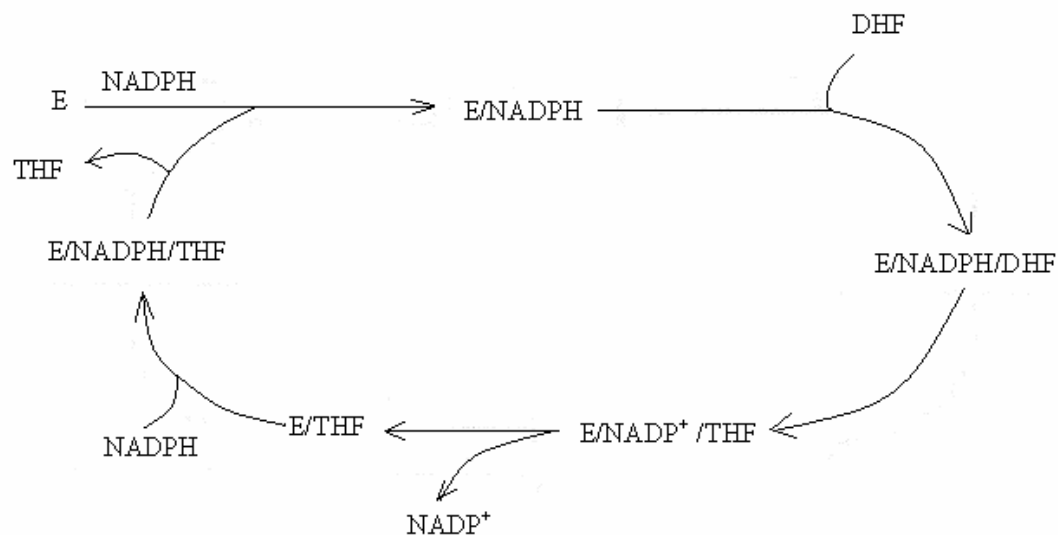 DHF
NADPH
E
E/NADPH
THF
E/NADPH/THF
E/NADPH/DHF
E/THF
E/NADP⁺ /THF
NADPH
NADP⁺